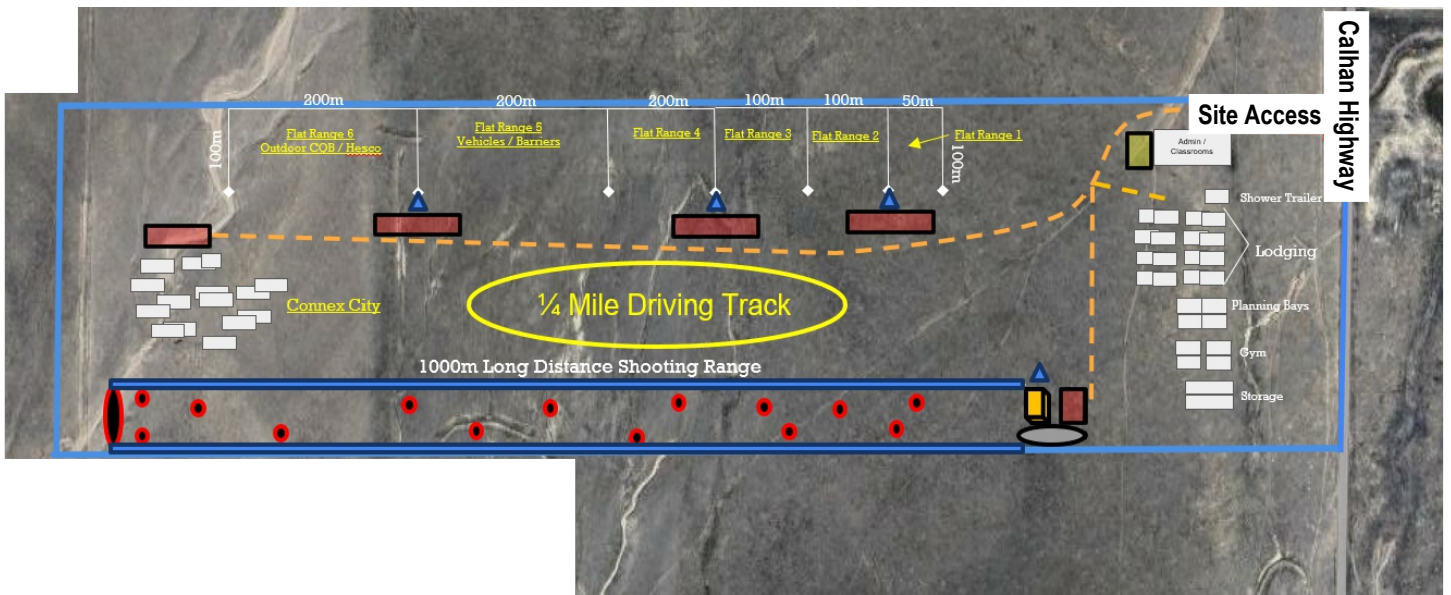 Calhan Highway
Site Access
200m
200m
200m
100m
100m
50m
100m
Flat Range 6
Outdoor CQB / Hesco
Flat Range 5
Vehicles / Barriers
Flat Range 4
Flat Range 3
Flat Range 2
Flat Range 1
100m
Admin /
Classrooms
Shower Trailer
Lodging
Connex City
¼ Mile Driving Track
Planning Bays
Gym
1000m Long Distance Shooting Range
Storage